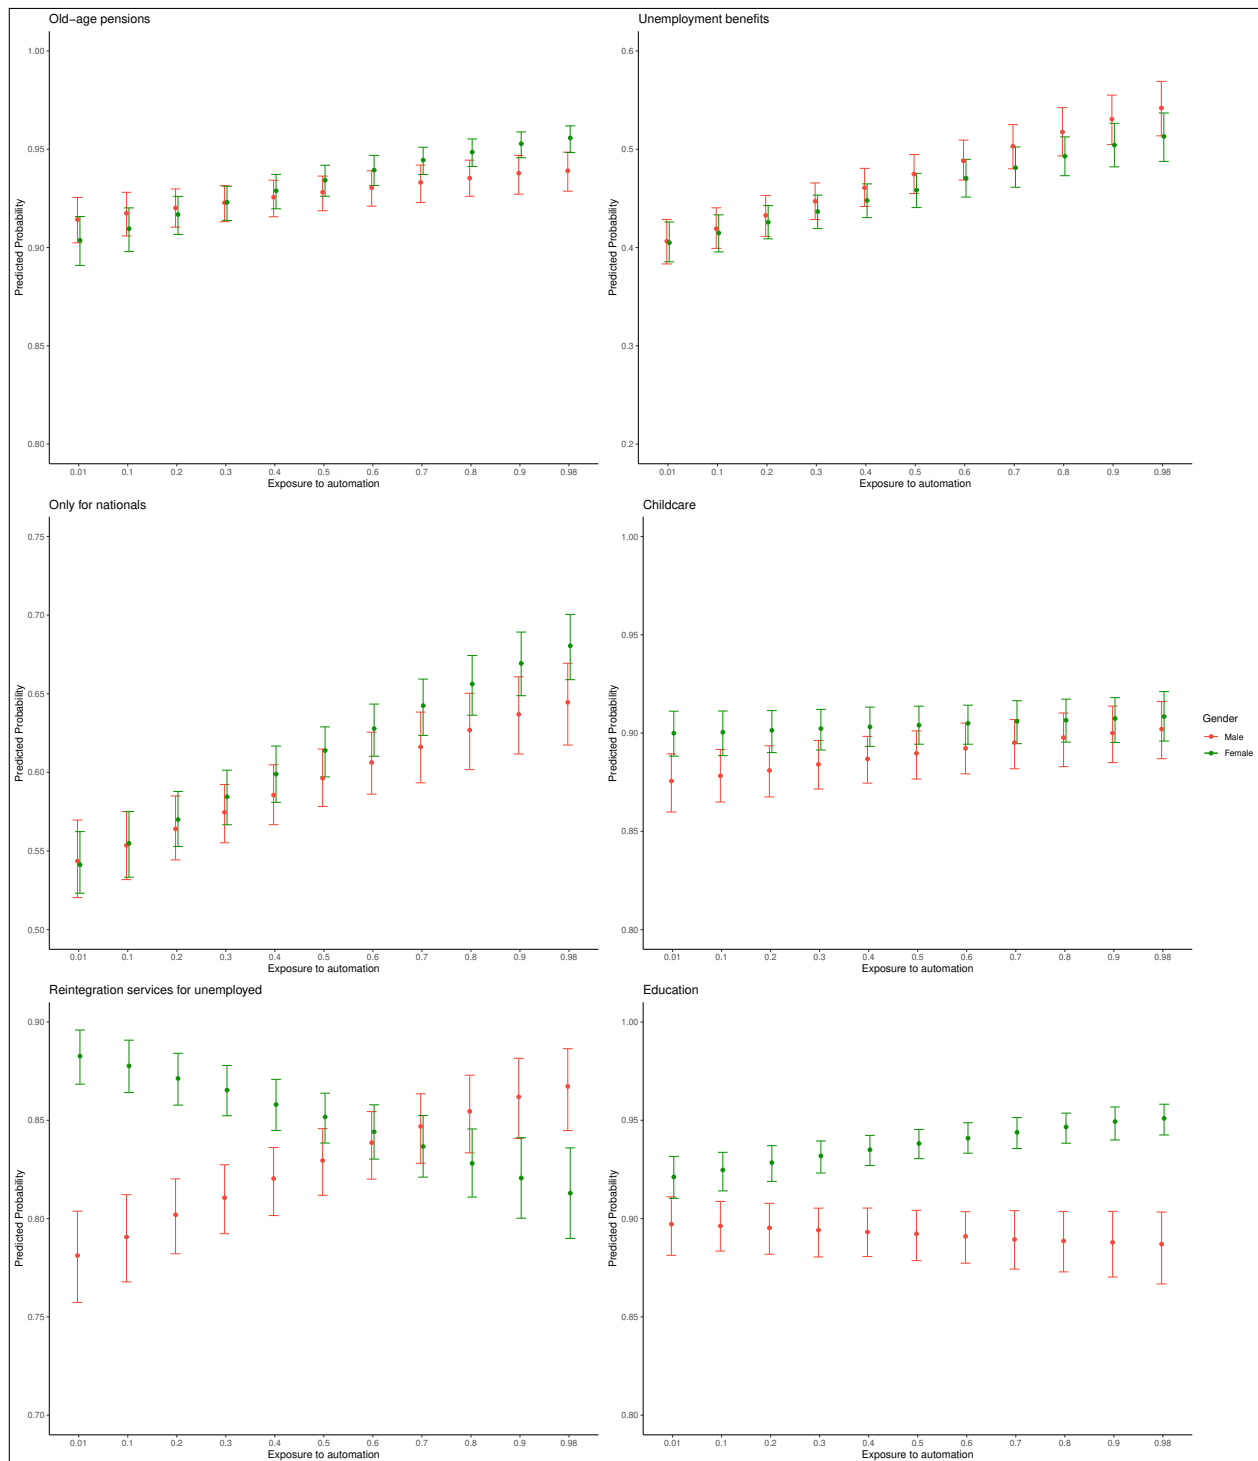 Old−age pensions
Predicted Probability
1.00
0.95
0.90
0.85
0.80
0.01 0.1 0.2 0.3 0.4 0.5 0.6 0.7 0.8 0.9 0.98
Exposure to automation
Unemployment benefits
Predicted Probability
0.6
0.5
0.4
0.3
0.2
0.01 0.1 0.2 0.3 0.4 0.5 0.6 0.7 0.8 0.9 0.98
Exposure to automation
Only for nationals
Predicted Probability
0.75
0.70
0.65
0.60
0.55
0.50
0.01 0.1 0.2 0.3 0.4 0.5 0.6 0.7 0.8 0.9 0.98
Exposure to automation
Childcare
Predicted Probability
1.00
0.95
0.90
0.85
0.80
0.01 0.1 0.2 0.3 0.4 0.5 0.6 0.7 0.8 0.9 0.98
Exposure to automation
Gender
Male
Female
Reintegration services for unemployed
Predicted Probability
0.90
0.85
0.80
0.75
0.70
0.01 0.1 0.2 0.3 0.4 0.5 0.6 0.7 0.8 0.9 0.98
Exposure to automation
Education
Predicted Probability
1.00
0.95
0.90
0.85
0.80
0.01 0.1 0.2 0.3 0.4 0.5 0.6 0.7 0.8 0.9 0.98
Exposure to automation